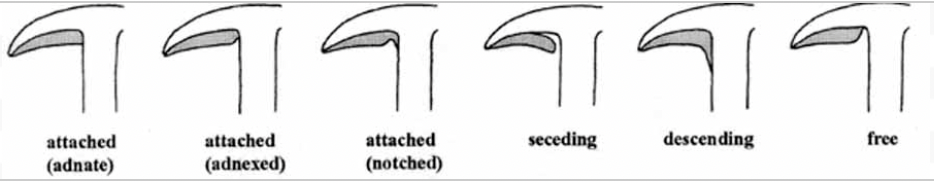 attached attached attached seceding descending free
(adnate) (adnexed) (notched)